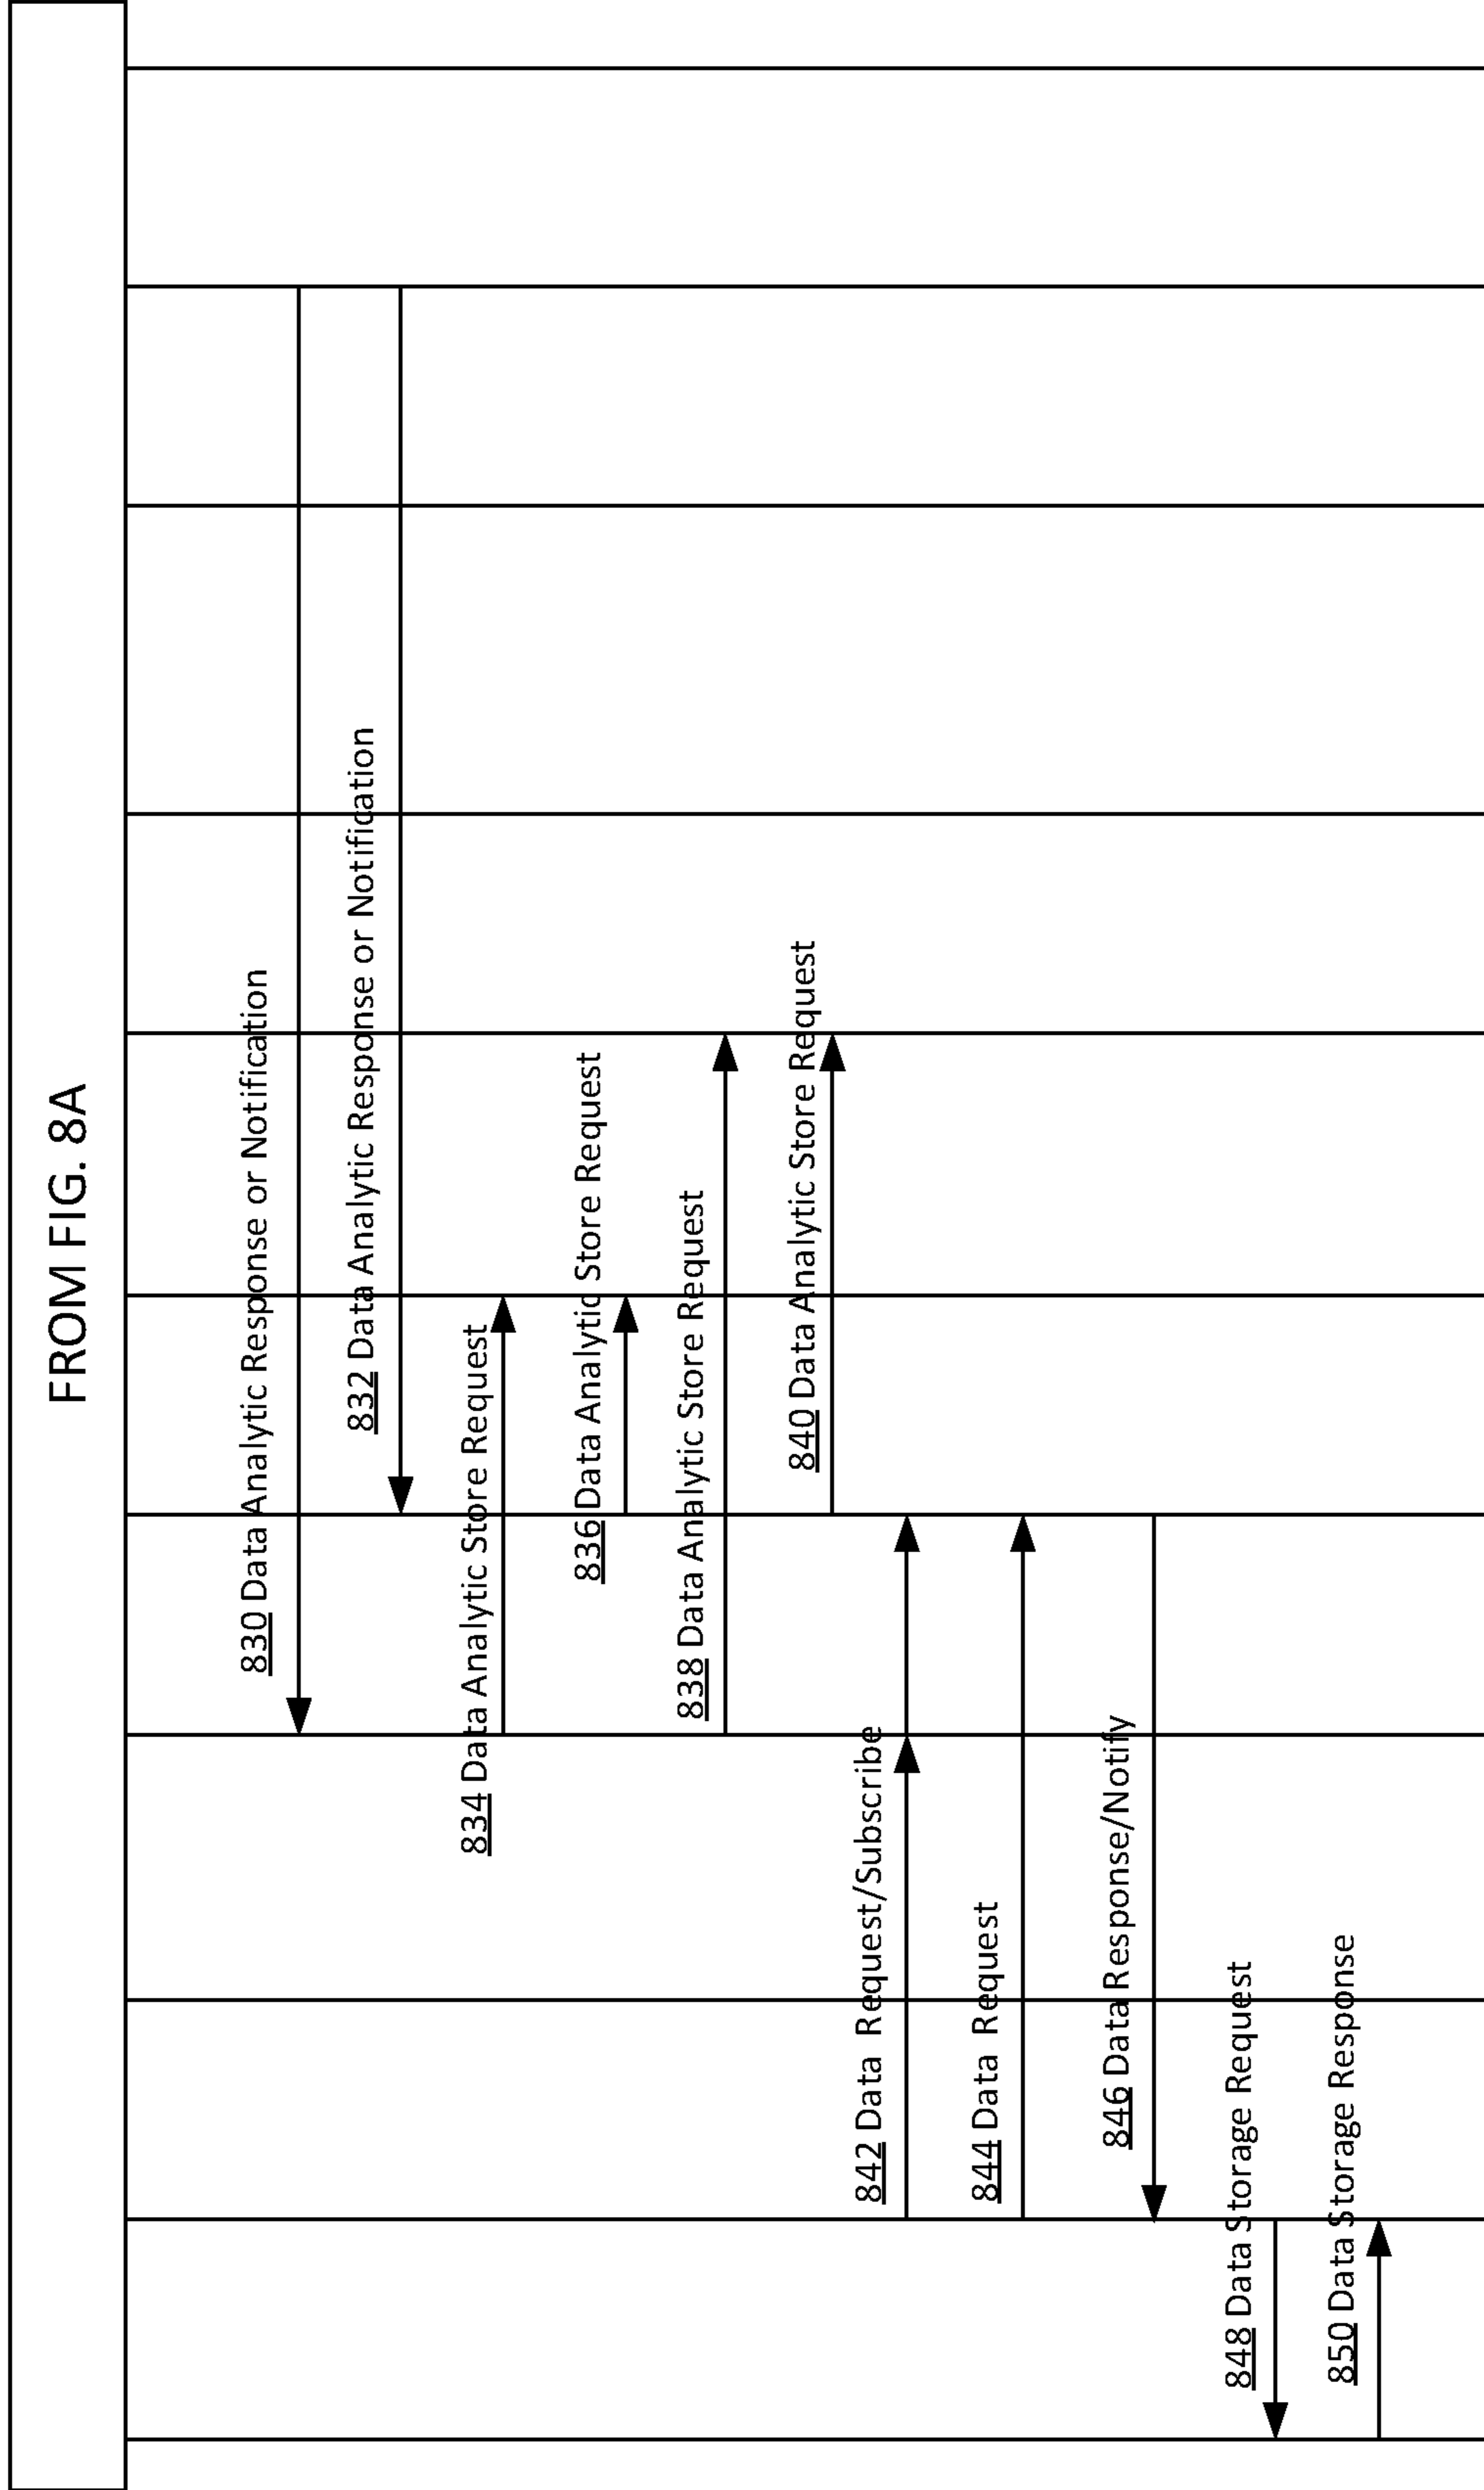 FROM FIG. 8A
830 Data Analytic Response or Notification
832 Data Analytic Response or Notification
834 Data Analytic Store Request
836 Data Analytic Store Request
838 Data Analytic Store Request
840 Data Analytic Store Request
842 Data Request/Subscribe
844 Data Request
846 Data Response/Notify
848 Data Storage Request
850 Data Storage Response